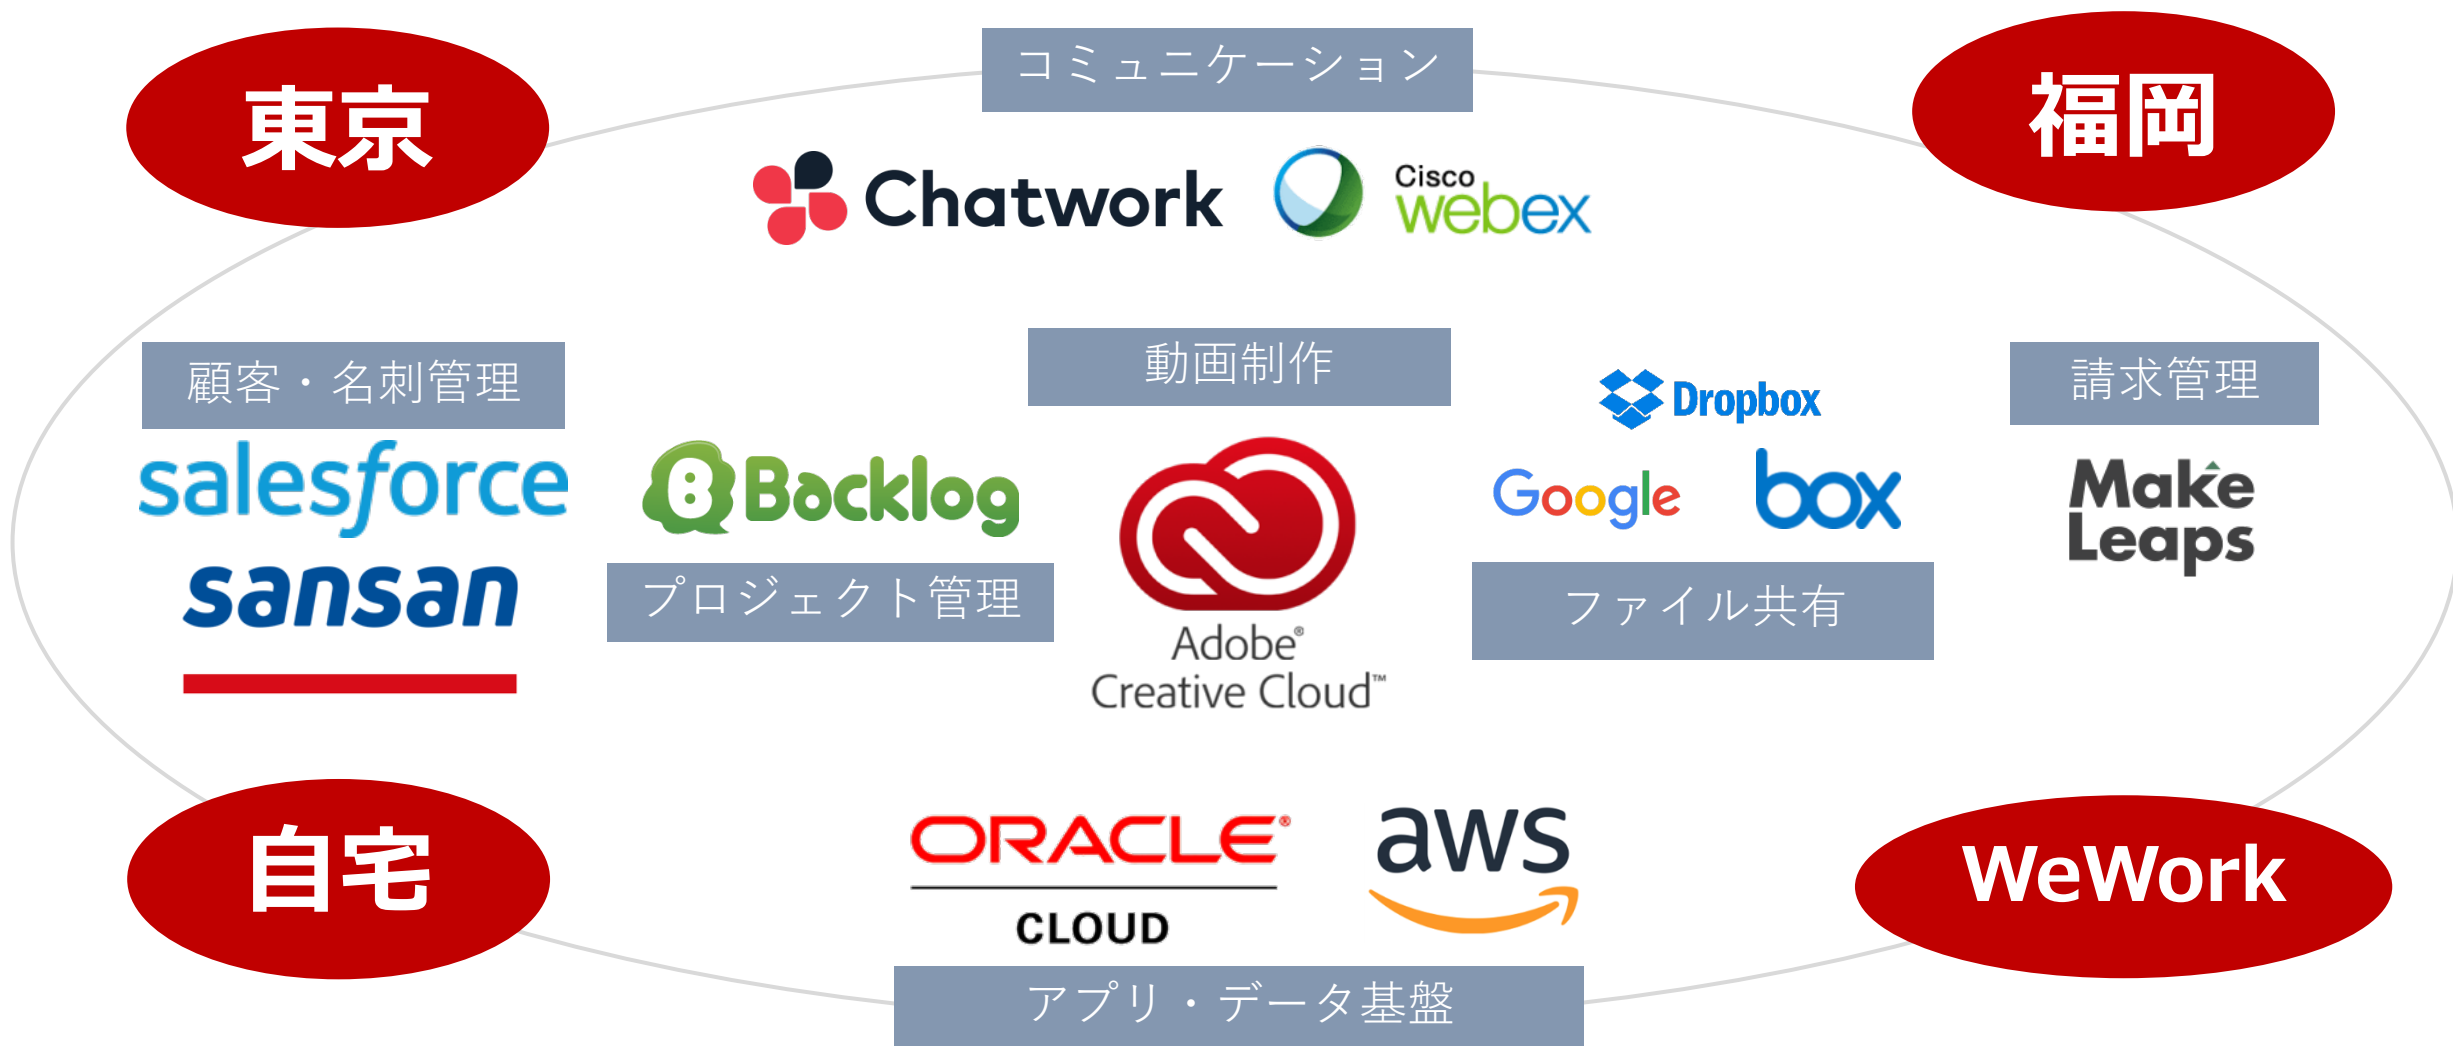 東京
コミュニケーション
福岡
Chatwork
Cisco
webex
顧客・名刺管理
salesforce
sansan
Backlog
プロジェクト管理
動画制作
Adobe®
Creative Cloud™
Dropbox
Google
box
ファイル共有
請求管理
Make
Leaps
自宅
ORACLE®
CLOUD
aws
アプリ・データ基盤
WeWork